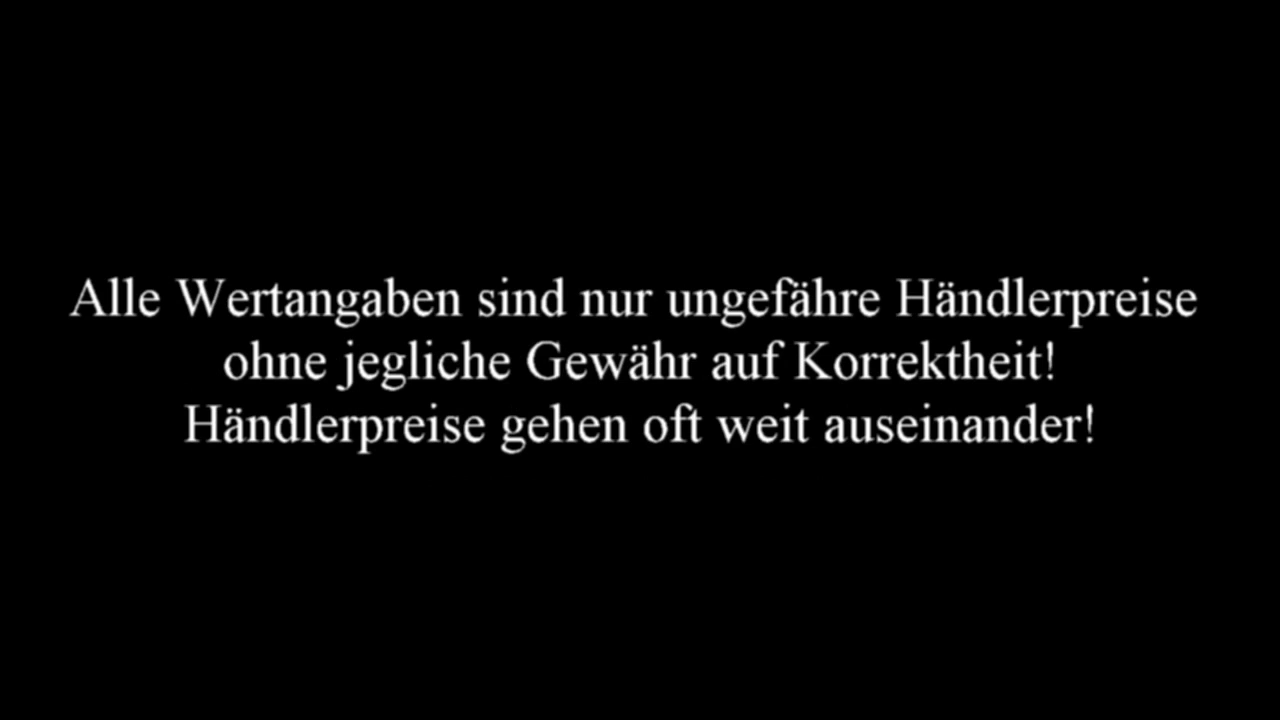 Alle Wertangaben sind nur ungefähre Händlerpreise
ohne jegliche Gewähr auf Korrektheit!
Händlerpreise gehen oft weit auseinander!